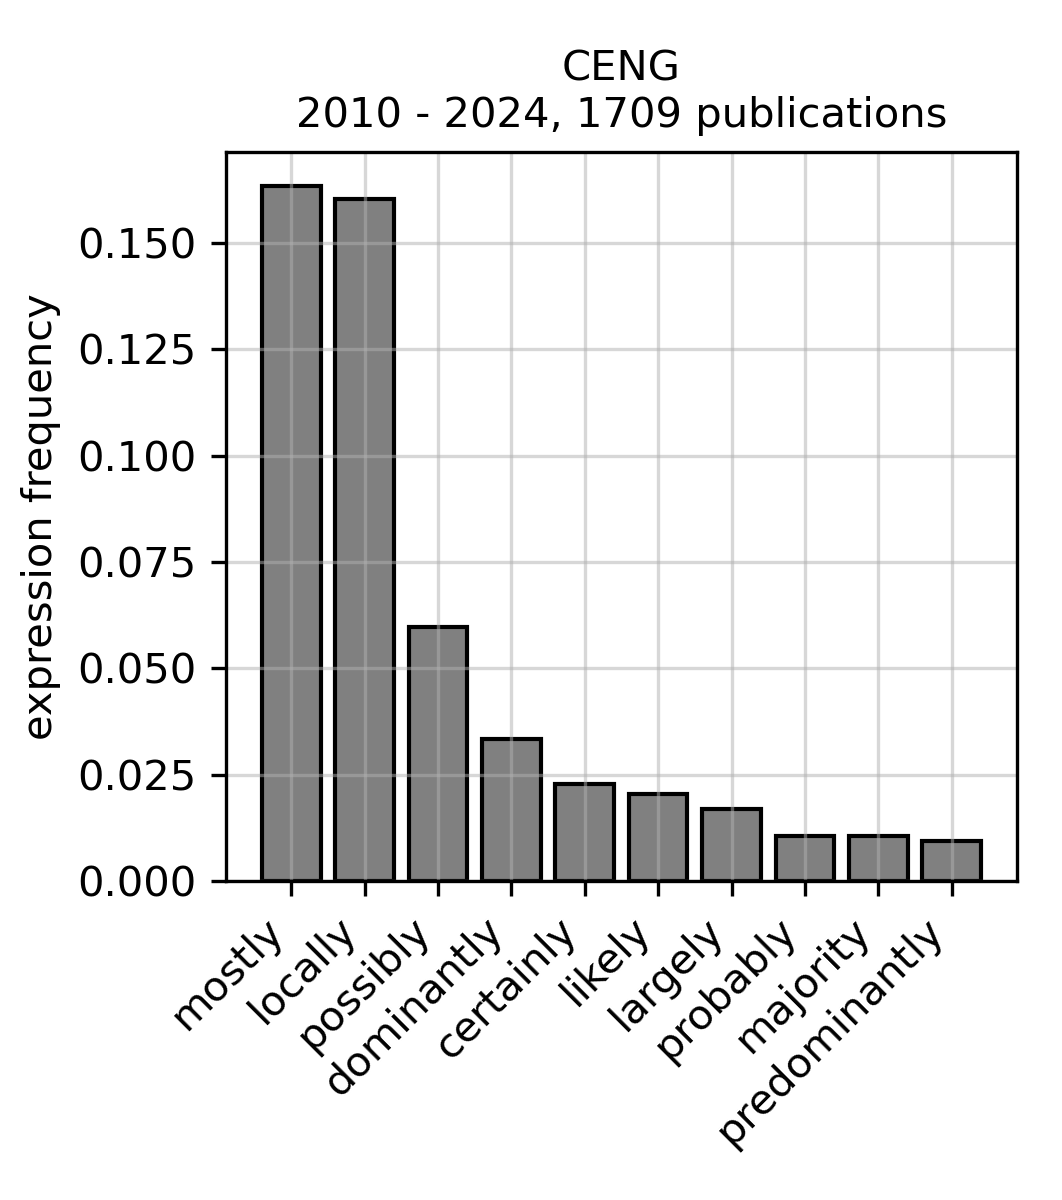 CENG
2010 - 2024, 1709 publications
expression frequency
0.150
0.125
0.100
0.075
0.050
0.025
0.000
mostly
locally
possibly
dominantly
certainly
likely
largely
probably
majority
predominantly